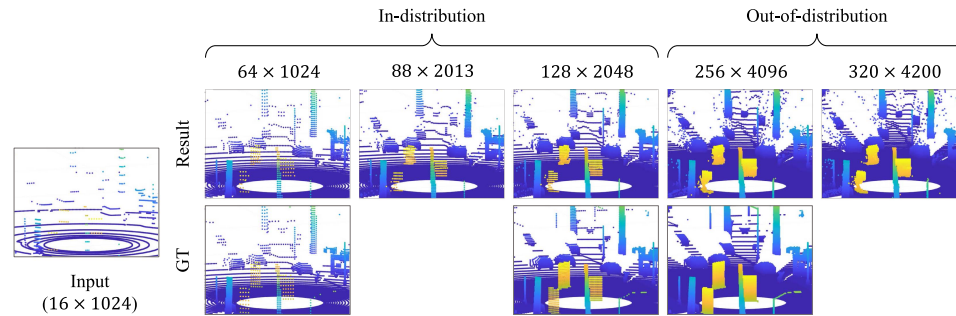 In-distribution
Out-of-distribution
64 × 1024
88 × 2013
128 × 2048
256 × 4096
320 × 4200
Result
GT
Input
(16 × 1024)